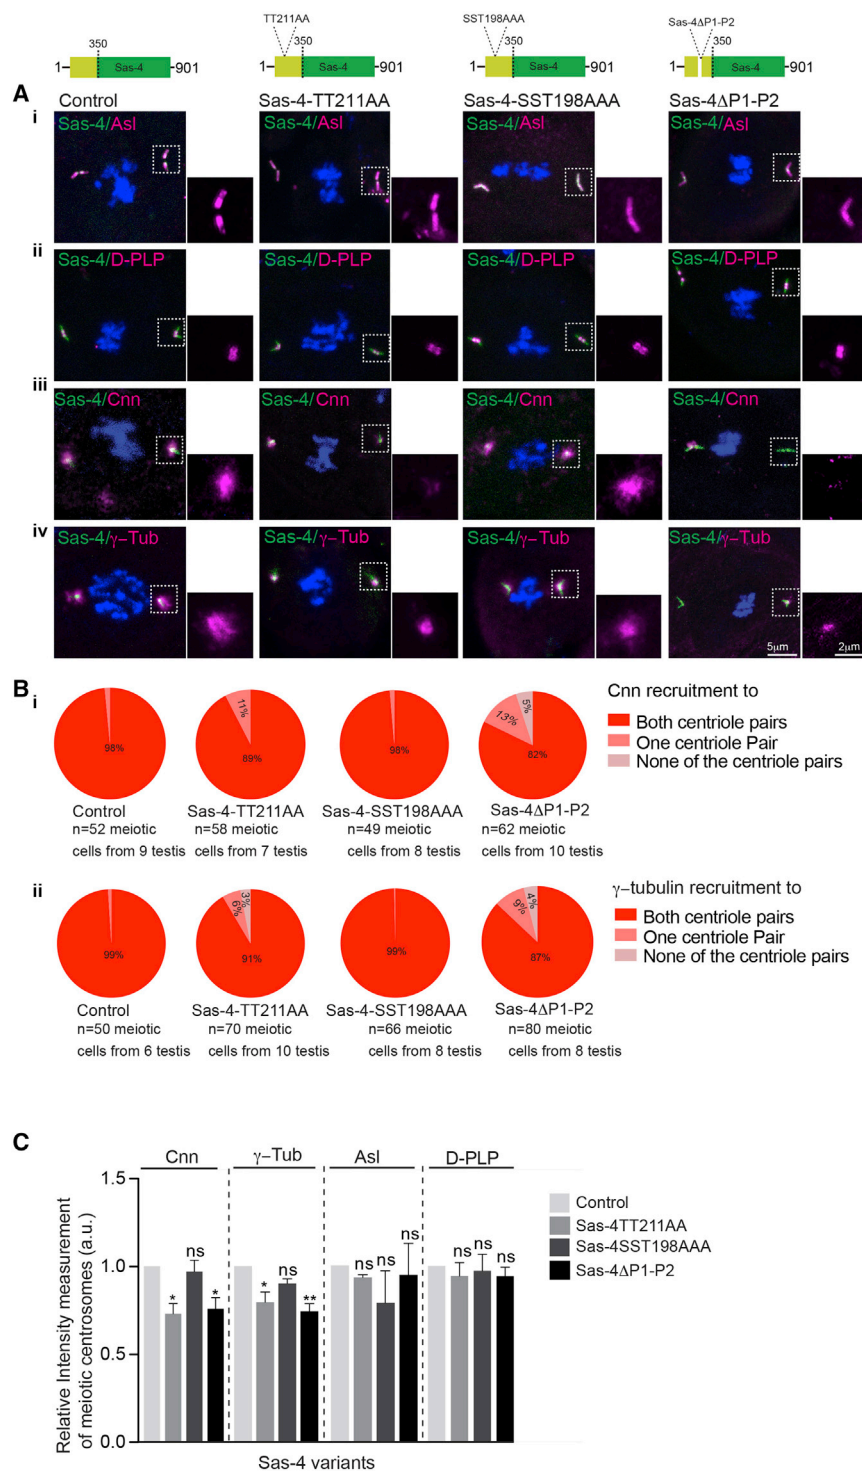 TT211AA
SST198AAA
Sas-4ΔP1-P2
350
350
350
350
1- Sas-4 -901
1- Sas-4 -901
1- Sas-4 -901
1- Sas-4 -901
A
Control
Sas-4-TT211AA
Sas-4-SST198AAA
Sas-4ΔP1-P2
i
Sas-4/Asl
Sas-4/Asl
Sas-4/Asl
Sas-4/Asl
ii
Sas-4/D-PLP
Sas-4/D-PLP
Sas-4/D-PLP
Sas-4/D-PLP
iii
Sas-4/Cnn
Sas-4/Cnn
Sas-4/Cnn
Sas-4/Cnn
iv
Sas-4/γ–Tub
Sas-4/γ–Tub
Sas-4/γ–Tub
Sas-4/γ–Tub
5μm
2μm
B
i
98%
11%
89%
98%
5%
13%
82%
Cnn recruitment to
Both centriole pairs
One centriole Pair
None of the centriole pairs
Control
n=52 meiotic
cells from 9 testis
Sas-4-TT211AA
n=58 meiotic
cells from 7 testis
Sas-4-SST198AAA
n=49 meiotic
cells from 8 testis
Sas-4ΔP1-P2
n=62 meiotic
cells from 10 testis
ii
99%
3%
6%
91%
99%
4%
9%
87%
γ–tubulin recruitment to
Both centriole pairs
One centriole Pair
None of the centriole pairs
Control
n=50 meiotic
cells from 6 testis
Sas-4-TT211AA
n=70 meiotic
cells from 10 testis
Sas-4-SST198AAA
n=66 meiotic
cells from 8 testis
Sas-4ΔP1-P2
n=80 meiotic
cells from 8 testis
C
Cnn
γ–Tub
Asl
D-PLP
1.5
1.0
0.5
0.0
Relative Intensity measurement
of meiotic centrosomes (a.u.)
*
ns
*
*
ns
**
ns
ns
ns
ns
ns
ns
Control
Sas-4TT211AA
Sas-4SST198AAA
Sas-4ΔP1-P2
Sas-4 variants